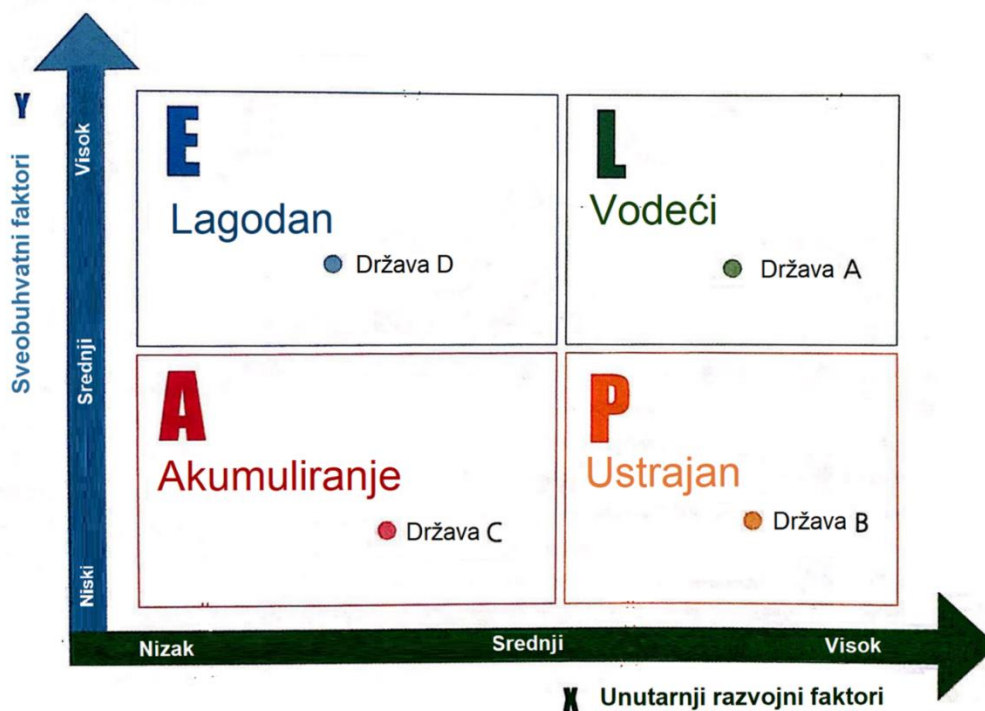 Y
Sveobuhvatni faktori
Visok
Srednji
Niski
E
Lagodan
Država D
L
Vodeći
Država A
A
Akumuliranje
Država C
P
Ustrajan
Država B
Nizak
Srednji
Visok
X Unutarnji razvojni faktori